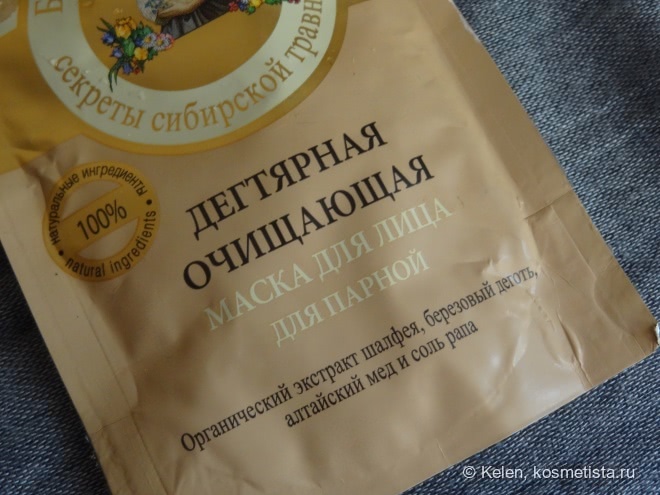 секреты сибирской травн
натуральные ингредиенты
100%
natural ingredients
ДЕГТЯРНАЯ
ОЧИЩАЮЩАЯ
МАСКА ДЛЯ ЛИЦА
ДЛЯ ПАРНОЙ
Органический экстракт шалфея, березовый деготь,
алтайский мед и соль рапа
© Kelen, kosmetista.ru